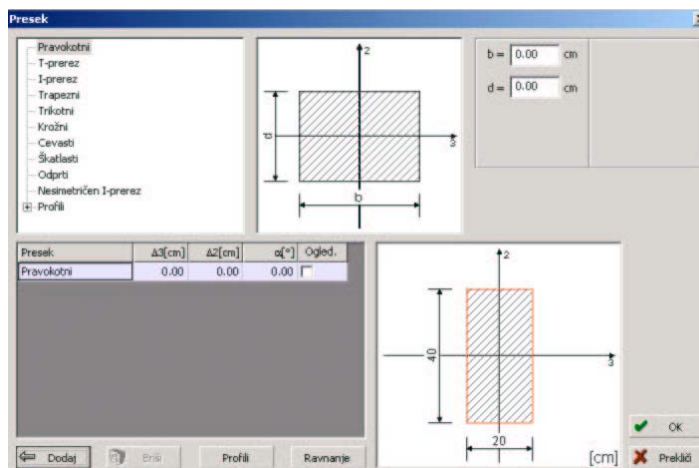 Presek
Pravokotni
T-prerez
I-prerez
Trapezni
Trikotni
Krožni
Cevasti
Škatlasti
Odprti
Nesimetričen I-prerez
Profili
2
3
d
b
b = 0.00 cm
d = 0.00 cm
Presek Δ3[cm] Δ2[cm] α[°] Ogled.
Pravokotni 0.00 0.00 0.00
2
3
40
20
[cm]
Dodaj Briši Profili Ravnanje
OK
Prekliči